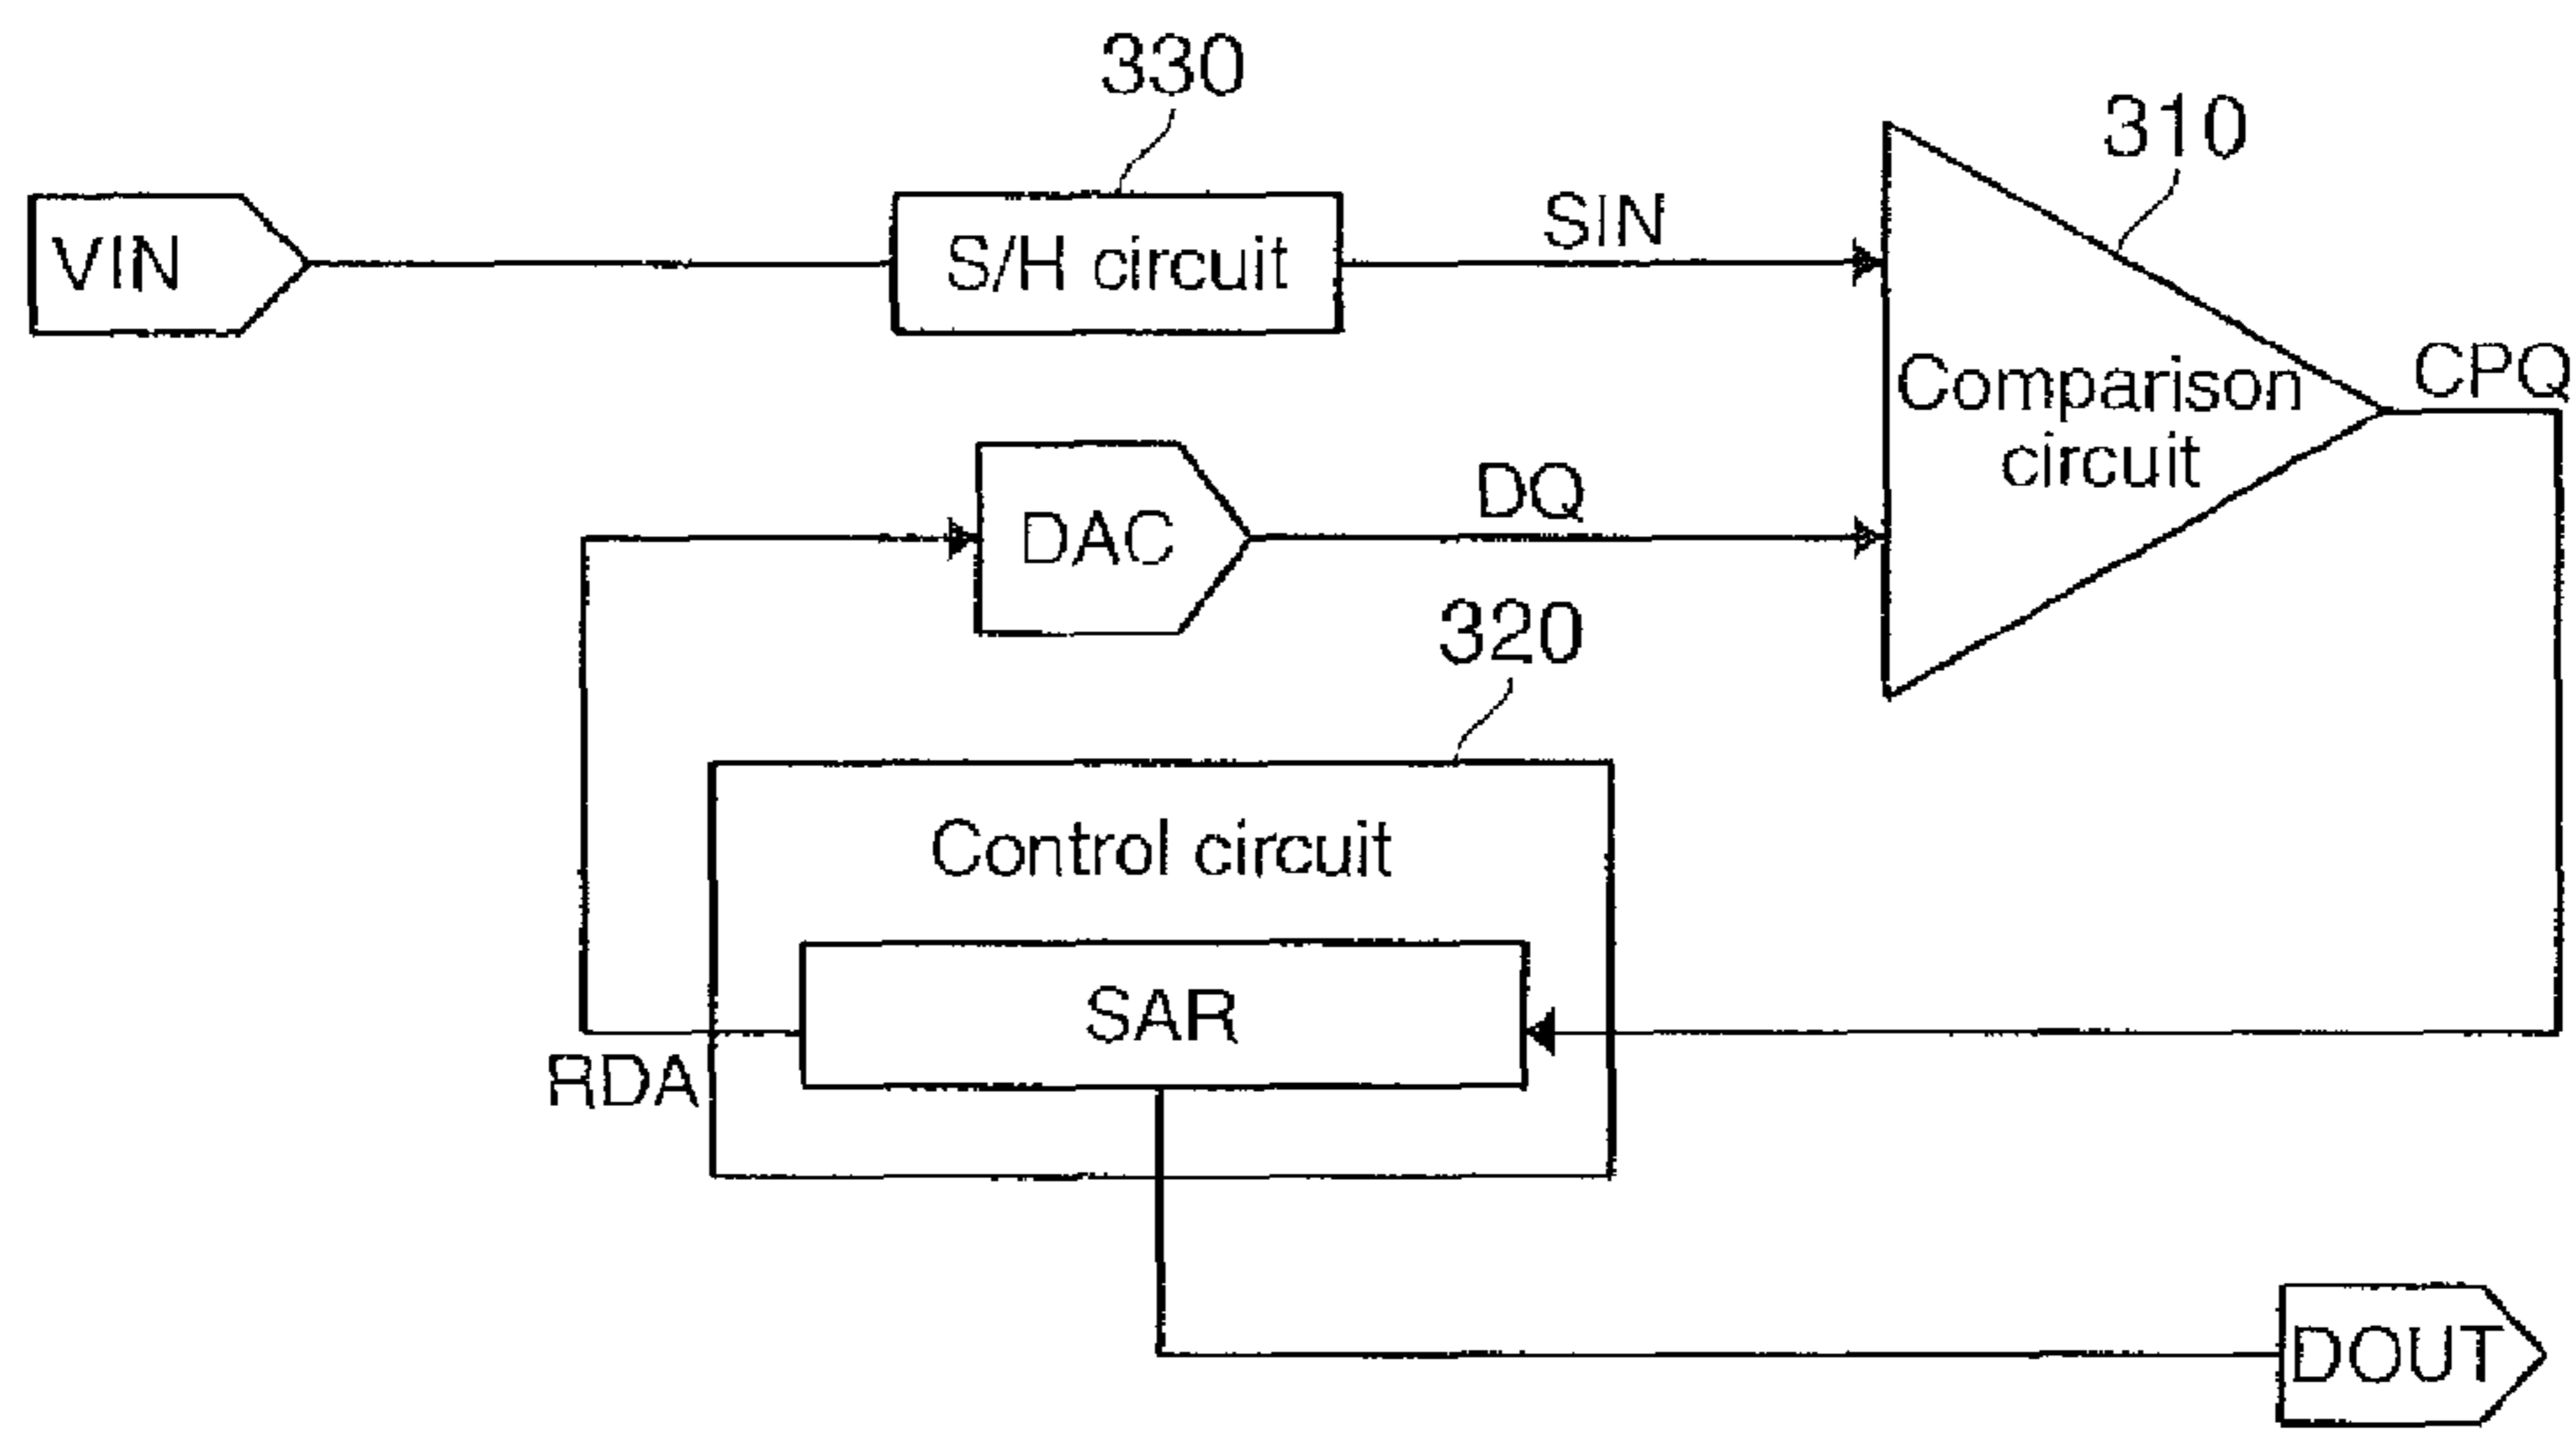 330
310
VIN
S/H circuit
SIN
Comparison
circuit
CPQ
DAC
DQ
320
Control circuit
SAR
RDA
DOUT